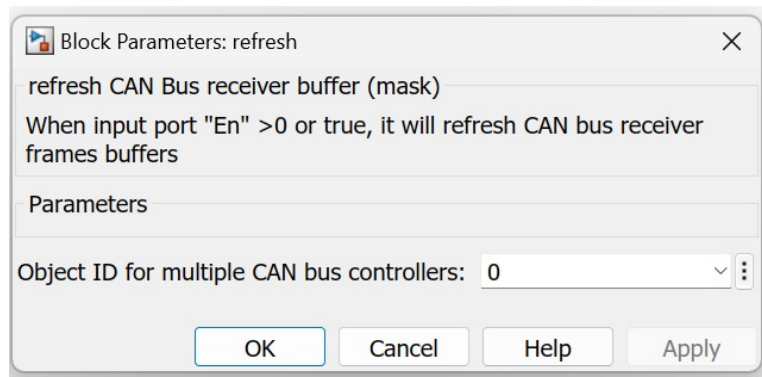 Block Parameters: refresh
refresh CAN Bus receiver buffer (mask)
When input port "En" >0 or true, it will refresh CAN bus receiver
frames buffers
Parameters
Object ID for multiple CAN bus controllers: 0
OK Cancel Help Apply